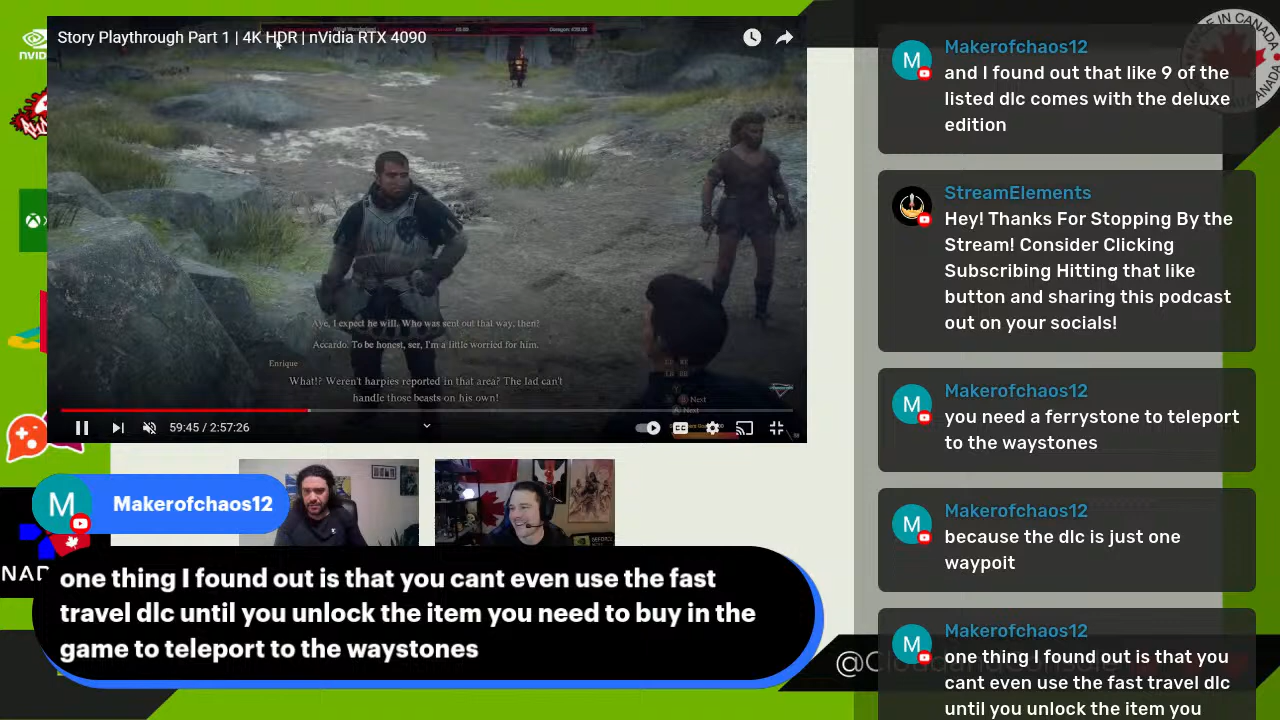 Story Playthrough Part 1 | 4K HDR | nVidia RTX 4090
Aye, I expect he will. Who was sent out that way, then?
Accardo. To be honest, ser, I'm a little worried for him.
Enrique
What!? Weren't harpies reported in that area? The lad can't
handle those beasts on his own!
Next
Next
59:45 / 2:57:26
CC
M
Makerofchaos12
one thing I found out is that you cant even use the fast
travel dlc until you unlock the item you need to buy in the
game to teleport to the waystones
M
Makerofchaos12
and I found out that like 9 of the
listed dlc comes with the deluxe
edition
StreamElements
Hey! Thanks For Stopping By the
Stream! Consider Clicking
Subscribing Hitting that like
button and sharing this podcast
out on your socials!
M
Makerofchaos12
you need a ferrystone to teleport
to the waystones
M
Makerofchaos12
because the dlc is just one
waypoit
M
Makerofchaos12
one thing I found out is that you
cant even use the fast travel dlc
until you unlock the item you